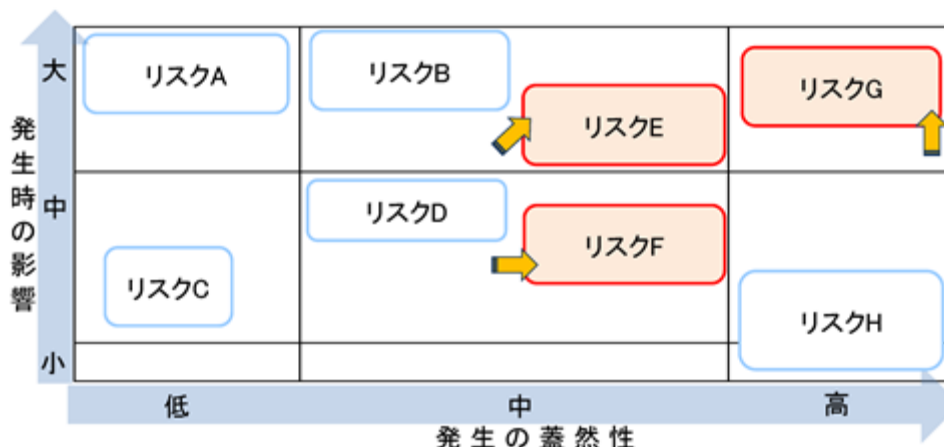 発生時の影響
大
中
小
リスクA
リスクB
リスクG
リスクE
リスクD
リスクF
リスクC
リスクH
低
中
高
発生の蓋然性